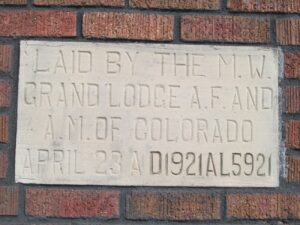 LAID BY THE M.W.
GRAND LODGE A.F. AND
A.M. OF COLORADO
APRIL 23 A D1921AL5921